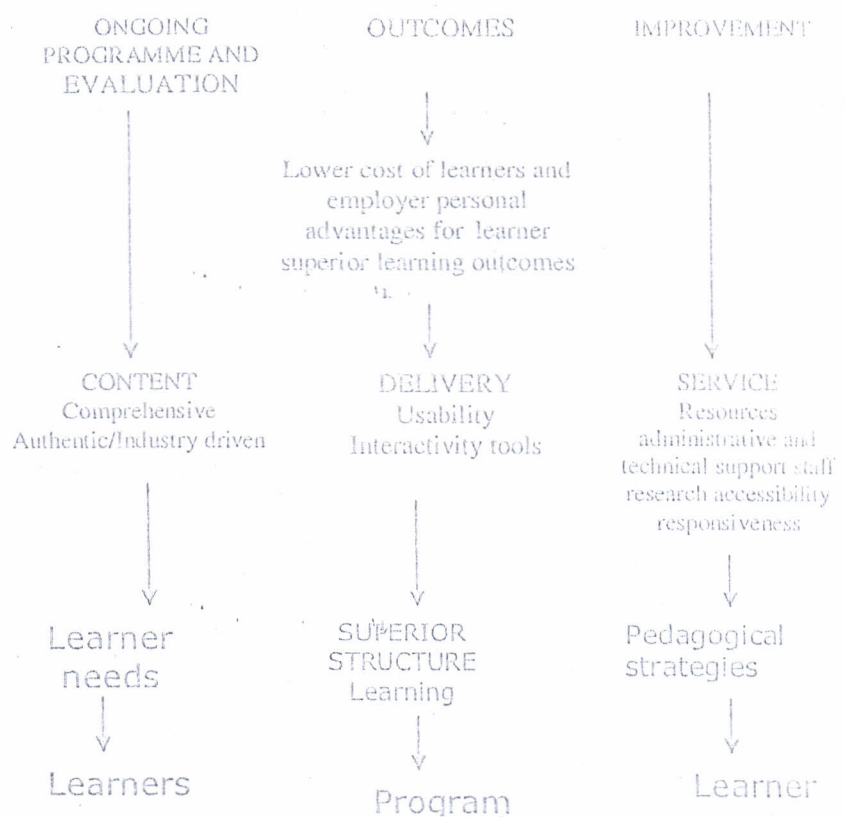 ONGOING
PROGRAMME AND
EVALUATION
OUTCOMES
IMPROVEMENT
Lower cost of learners and
employer personal
advantages for learner
superior learning outcomes
CONTENT
Comprehensive
Authentic/Industry driven
DELIVERY
Usability
Interactivity tools
SERVICE
Resources
administrative and
technical support staff
research accessibility
responsiveness
Learner
needs
SUPERIOR
STRUCTURE
Learning
Pedagogical
strategies
Learners
Program
Learner